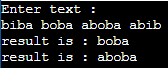 Enter text :
biba boba aboba abib
result is : boba
result is : aboba